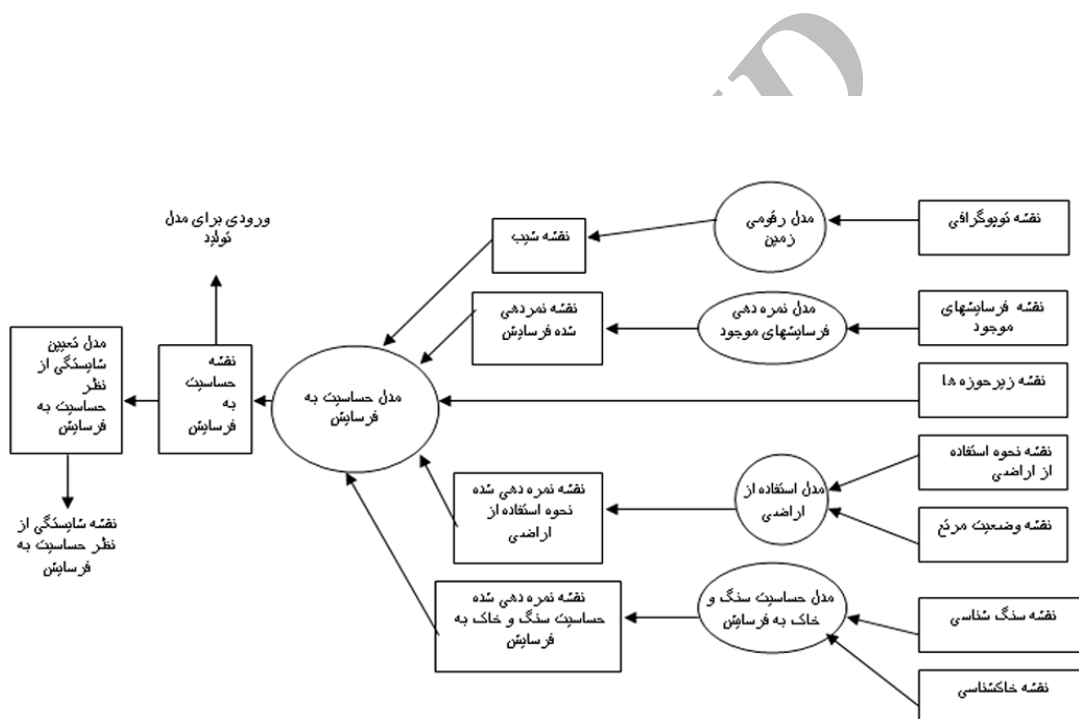 نقشه توپوگرافی
مدل رقومی
زمین
نقشه شیب
ورودی برای مدل
تولید
نقشه فرسایشهای
موجود
مدل نمره دهی
فرسایشهای موجود
نقشه نمردهی
شده فرسایش
نقشه زیرحوزه ها
مدل حساسیت به
فرسایش
نقشه
حساسیت
به
فرسایش
مدل تعیین
شایستگی از
نظر
حساسیت به
فرسایش
نقشه نحوه استفاده
از اراضی
نقشه وضعیت مرتع
مدل استفاده از
اراضی
نقشه نمره دهی شده
نحوه استفاده از
اراضی
نقشه شایستگی از
نظر حساسیت به
فرسایش
نقشه سنگ شناسی
نقشه خاکشناسی
مدل حساسیت سنگ و
خاک به فرسایش
نقشه نمره دهی شده
حساسیت سنگ و خاک به
فرسایش